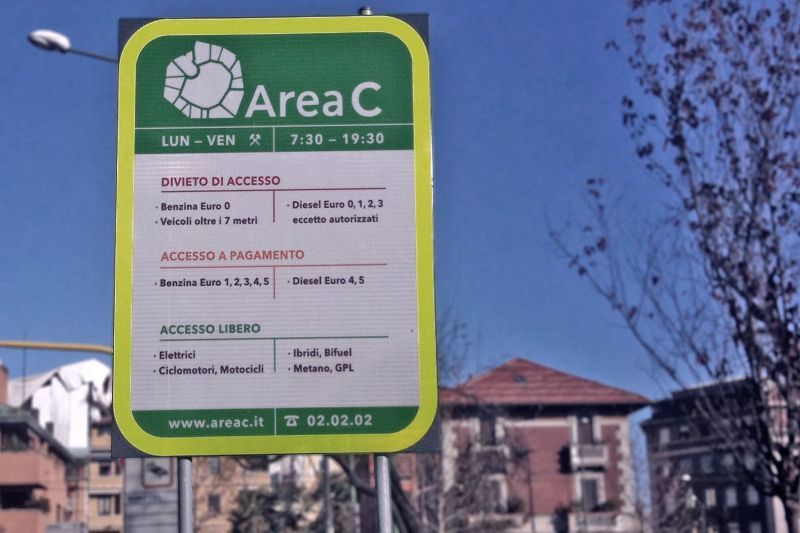 Area C
LUN – VEN ⚒ 7:30 – 19:30
DIVIETO DI ACCESSO
· Benzina Euro 0
· Veicoli oltre i 7 metri
· Diesel Euro 0, 1, 2, 3
eccetto autorizzati
ACCESSO A PAGAMENTO
· Benzina Euro 1, 2, 3, 4, 5
· Diesel Euro 4, 5
ACCESSO LIBERO
· Elettrici
· Ciclomotori, Motocicli
· Ibridi, Bifuel
· Metano, GPL
www.areac.it ☎ 02.02.02